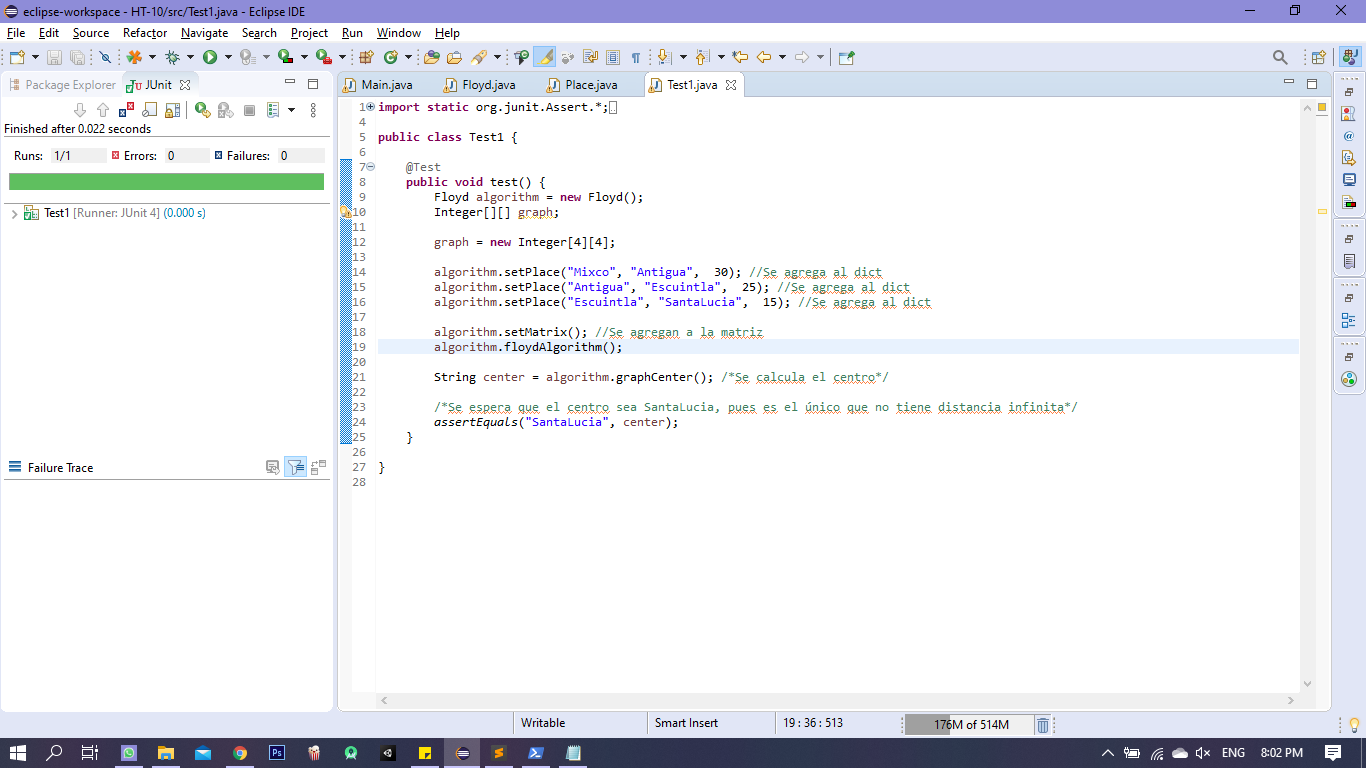 eclipse-workspace - HT-10/src/Test1.java - Eclipse IDE
File Edit Source Refactor Navigate Search Project Run Window Help
Package Explorer JUnit
Main.java Floyd.java Place.java Test1.java
Finished after 0.022 seconds
Runs: 1/1 Errors: 0 Failures: 0
Test1 [Runner: JUnit 4] (0.000 s)
Failure Trace
1 import static org.junit.Assert.*;
4
5 public class Test1 {
6
7 @Test
8 public void test() {
9 Floyd algorithm = new Floyd();
10 Integer[][] graph;
11
12 graph = new Integer[4][4];
13
14 algorithm.setPlace("Mixco", "Antigua", 30); //Se agrega al dict
15 algorithm.setPlace("Antigua", "Escuintla", 25); //Se agrega al dict
16 algorithm.setPlace("Escuintla", "SantaLucia", 15); //Se agrega al dict
17
18 algorithm.setMatrix(); //Se agregan a la matriz
19 algorithm.floydAlgorithm();
20
21 String center = algorithm.graphCenter(); /*Se calcula el centro*/
22
23 /*Se espera que el centro sea SantaLucia, pues es el único que no tiene distancia infinita*/
24 assertEquals("SantaLucia", center);
25 }
26
27 }
28
Writable Smart Insert 19 : 36 : 513 176M of 514M
Ps ENG 8:02 PM